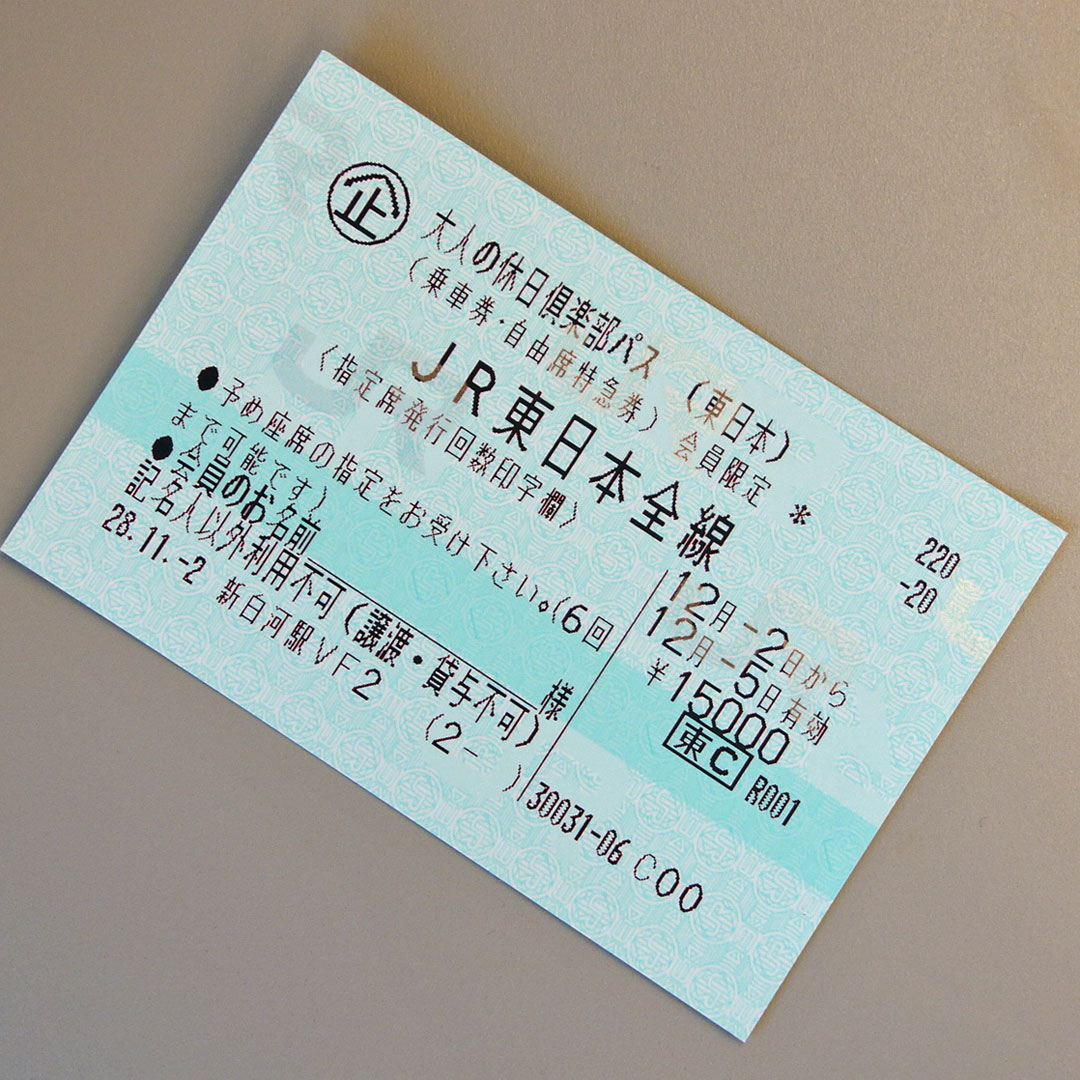 企 大人の休日倶楽部パス (東日本)
(乗車券・自由席特急券) 会員限定 *
JR東日本全線
〈指定席発行回数印字欄〉
220
-20
●予め座席の指定をお受け下さい。(6回
まで可能です)
●会員のお名前 様
記名人以外利用不可(譲渡・貸与不可)
28.11.-2 新白河駅VF2 (2- )
12月-2日から
12月-5日有効
¥15000
東C R001
30031-06 C00